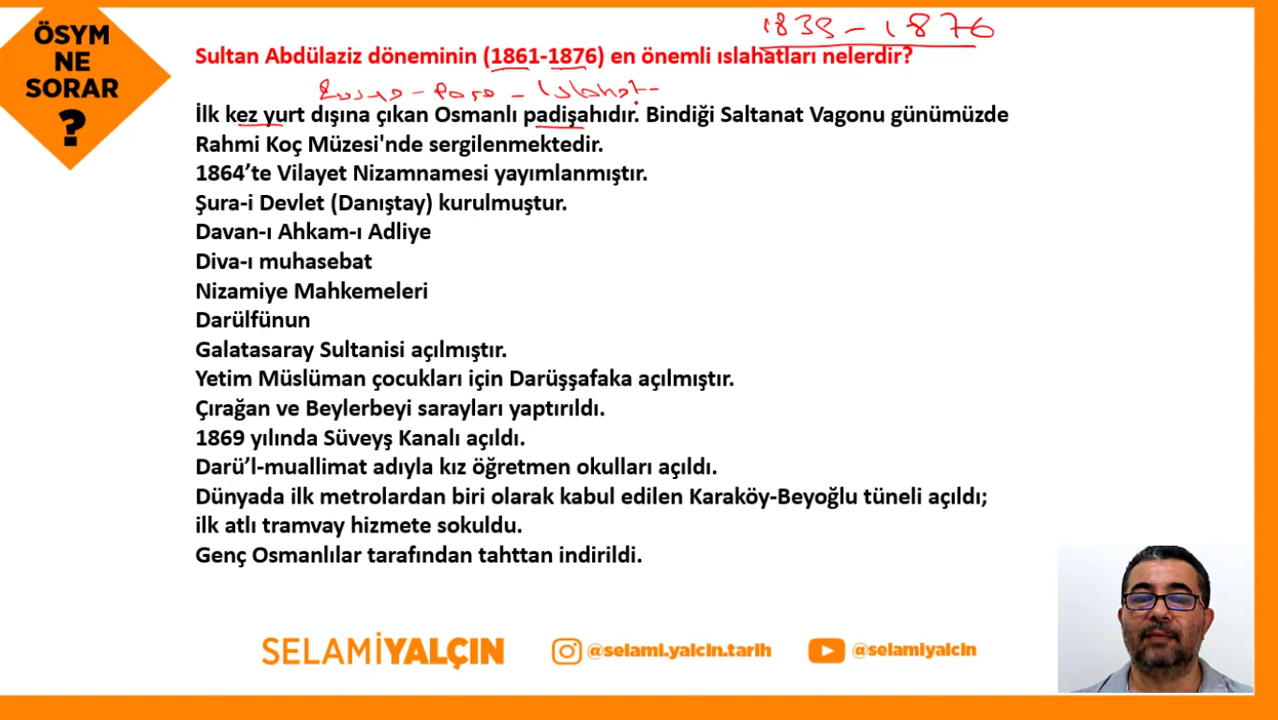 ÖSYM
NE
SORAR
?
1839-1876
Sultan Abdülaziz döneminin (1861-1876) en önemli ıslahatları nelerdir?
ıslahat-
İlk kez yurt dışına çıkan Osmanlı padişahıdır. Bindiği Saltanat Vagonu günümüzde
Rahmi Koç Müzesi'nde sergilenmektedir.
1864’te Vilayet Nizamnamesi yayımlanmıştır.
Şura-i Devlet (Danıştay) kurulmuştur.
Davan-ı Ahkam-ı Adliye
Diva-ı muhasebat
Nizamiye Mahkemeleri
Darülfünun
Galatasaray Sultanisi açılmıştır.
Yetim Müslüman çocukları için Darüşşafaka açılmıştır.
Çırağan ve Beylerbeyi sarayları yaptırıldı.
1869 yılında Süveyş Kanalı açıldı.
Darü’l-muallimat adıyla kız öğretmen okulları açıldı.
Dünyada ilk metrolardan biri olarak kabul edilen Karaköy-Beyoğlu tüneli açıldı;
ilk atlı tramvay hizmete sokuldu.
Genç Osmanlılar tarafından tahttan indirildi.
SELAMİYALÇIN
@selami.yalcin.tarih
@selamiyalcin